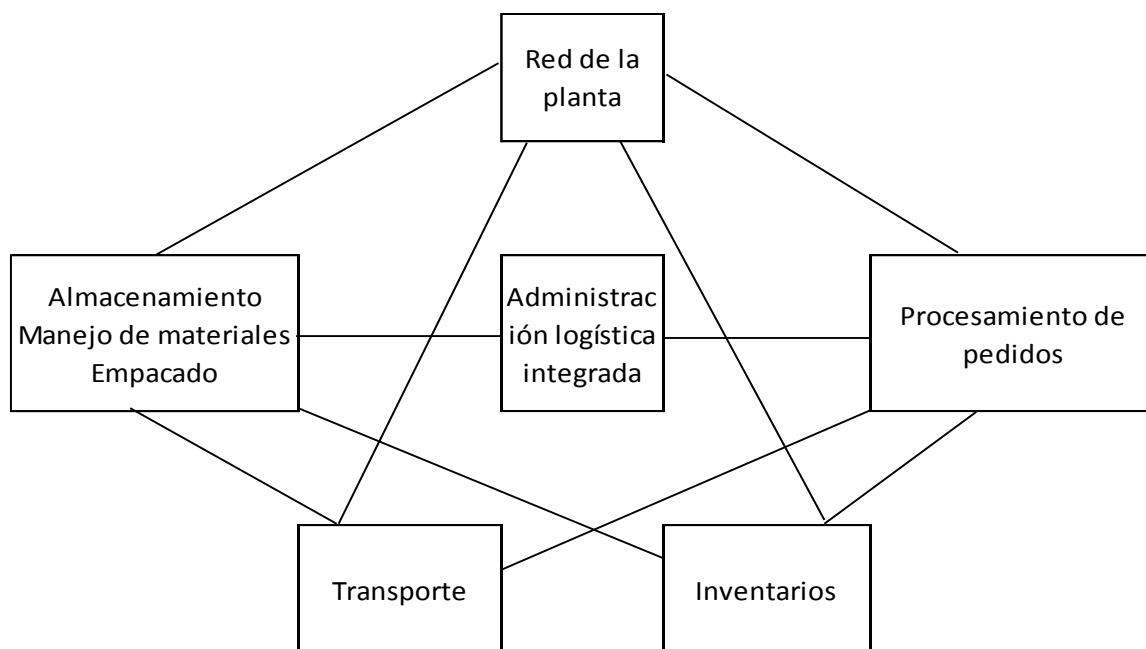 Red de la
planta
Almacenamiento
Manejo de materiales
Empacado
Administrac
ión logística
integrada
Procesamiento de
pedidos
Transporte
Inventarios